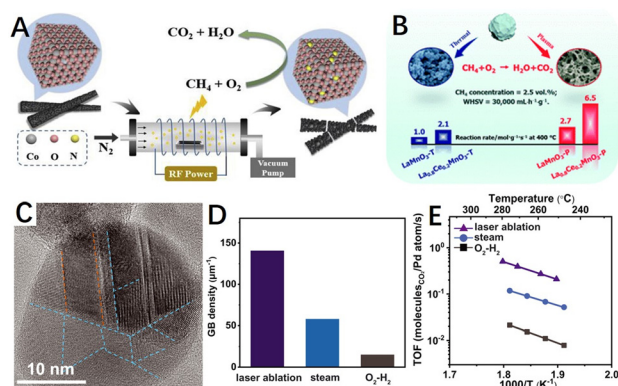 A
CO2 + H2O
CH4 + O2
Co
O
N
N2
RF Power
Vacuum
Pump
B
Thermal
Plasma
CH4+O2 → H2O+CO2
CH4 concentration = 2.5 vol.%;
WHSV = 30,000 mL·h-1·g-1.
6.5
2.7
2.1
1.0
Reaction rate/mol·g-1·s-1 at 400 °C
LaMnO3-T
La0.8Ce0.2MnO3-T
LaMnO3-P
La0.8Ce0.2MnO3-P
C
10 nm
D
GB density (μm-1)
150
100
50
0
laser ablation
steam
O2-H2
E
Temperature (°C)
300
280
260
240
laser ablation
steam
O2-H2
TOF (moleculesCO2/Pd atom/s)
100
10-1
10-2
1.7
1.8
1.9
2.0
1000/T (K-1)